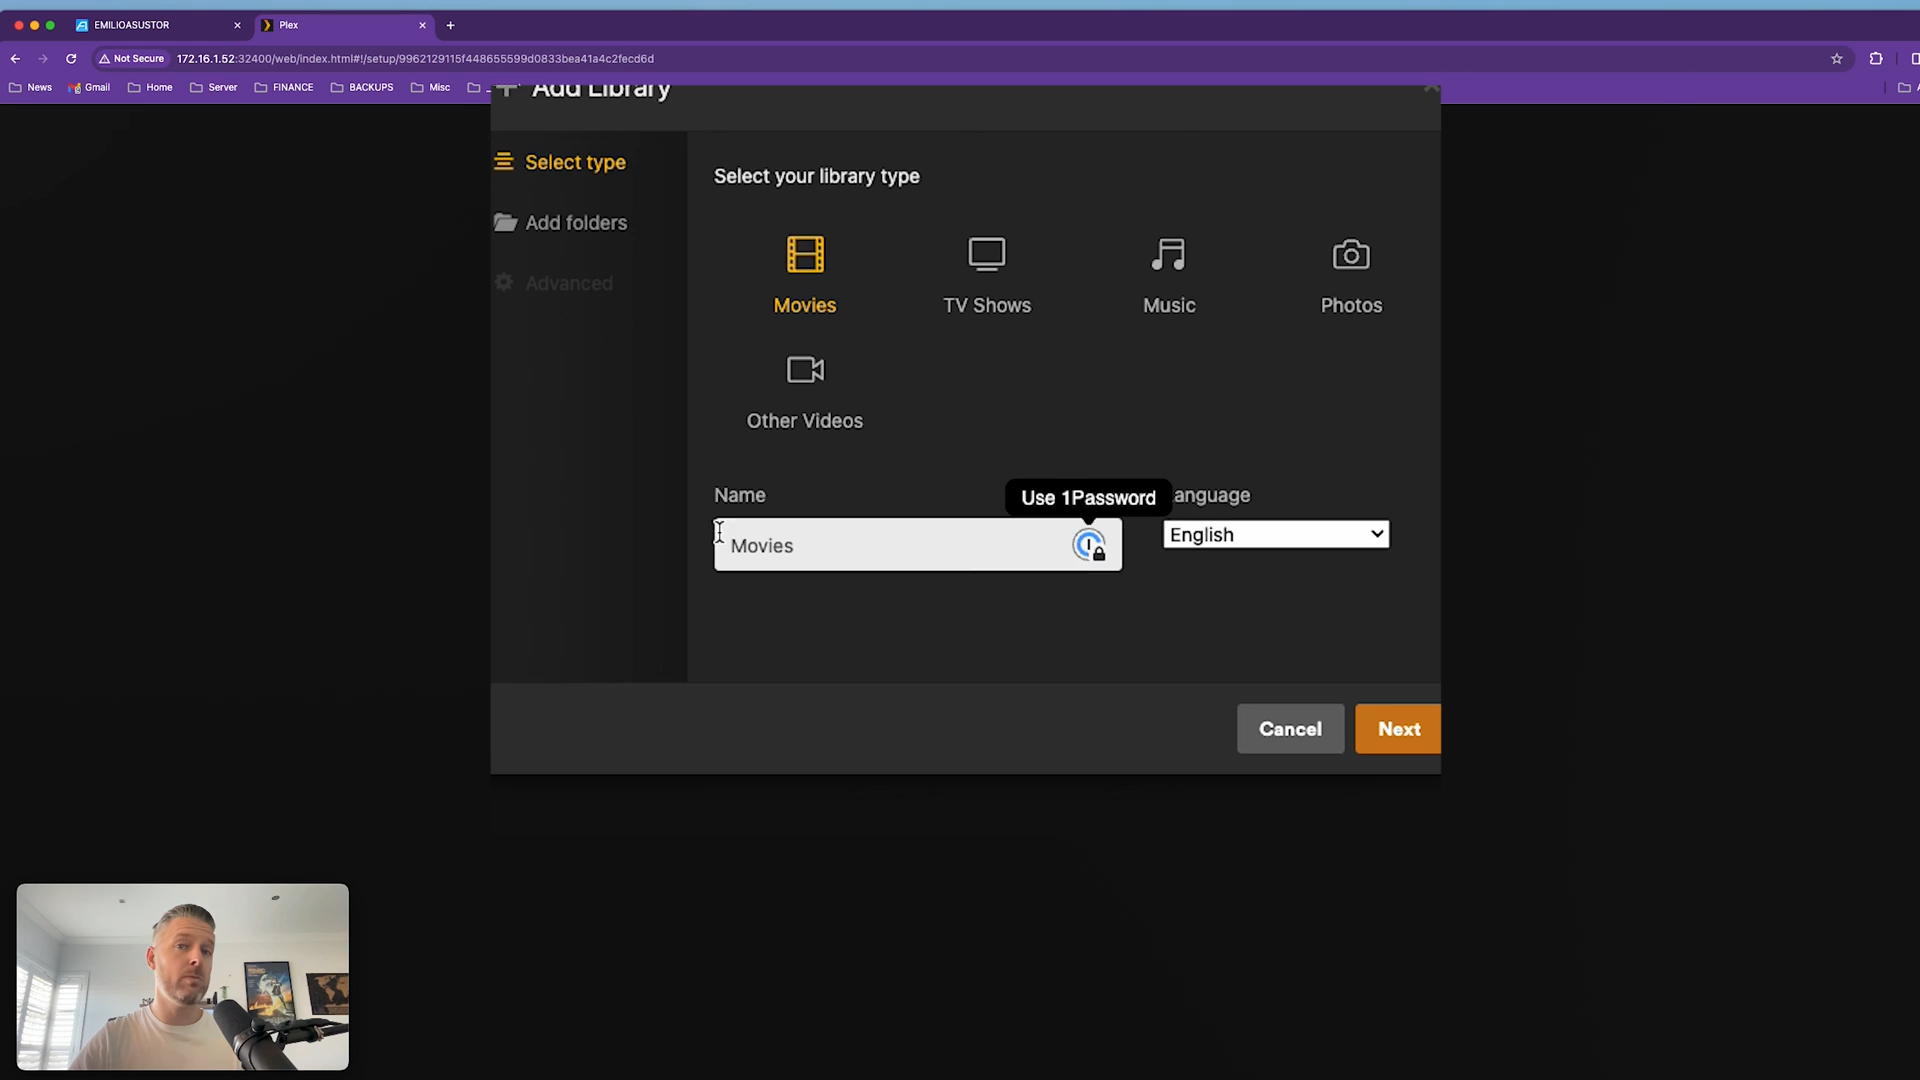 EMILIOASUSTOR
Plex
Not Secure
172.16.1.52:32400/web/index.html#!/setup/9962129115f448655599d0833bea41a4c2fecd6d
News
Gmail
Home
Server
FINANCE
BACKUPS
Misc
Add Library
Select type
Add folders
Advanced
Select your library type
Movies
TV Shows
Music
Photos
Other Videos
Name
Use 1Password
anguage
Movies
English
Cancel
Next